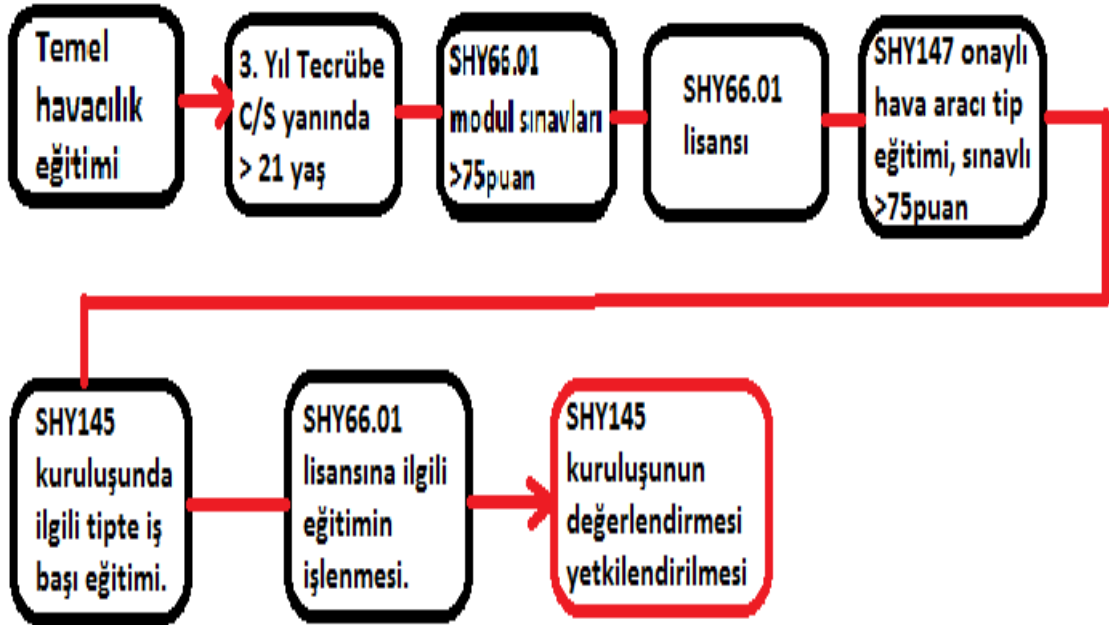 Temel
havacılık
eğitimi
3. Yıl Tecrübe
C/S yanında
> 21 yaş
SHY66.01
modul sınavları
>75puan
SHY66.01
lisansı
SHY147 onaylı
hava aracı tip
eğitimi, sınavlı
>75puan
SHY145
kuruluşunda
ilgili tipte iş
başı eğitimi.
SHY66.01
lisansına ilgili
eğitimin
işlenmesi.
SHY145
kuruluşunun
değerlendirmesi
yetkilendirilmesi